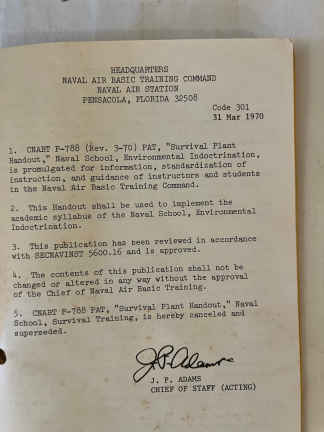 HEADQUARTERS
NAVAL AIR BASIC TRAINING COMMAND
NAVAL AIR STATION
PENSACOLA, FLORIDA 32508
Code 301
31 Mar 1970
1. CNABT P-788 (Rev. 3-70) PAT, "Survival Plant
Handout," Naval School, Environmental Indoctrination,
is promulgated for information, standardization of
instruction, and guidance of instructors and students
in the Naval Air Basic Training Command.
2. This Handout shall be used to implement the
academic syllabus of the Naval School, Environmental
Indoctrination.
3. This publication has been reviewed in accordance
with SECNAVINST 5600.16 and is approved.
4. The contents of this publication shall not be
changed or altered in any way without the approval
of the Chief of Naval Air Basic Training.
5. CNABT P-788 PAT, "Survival Plant Handout," Naval
School, Survival Training, is hereby canceled and
superseded.
J.P. Adams
J. P. ADAMS
CHIEF OF STAFF (ACTING)